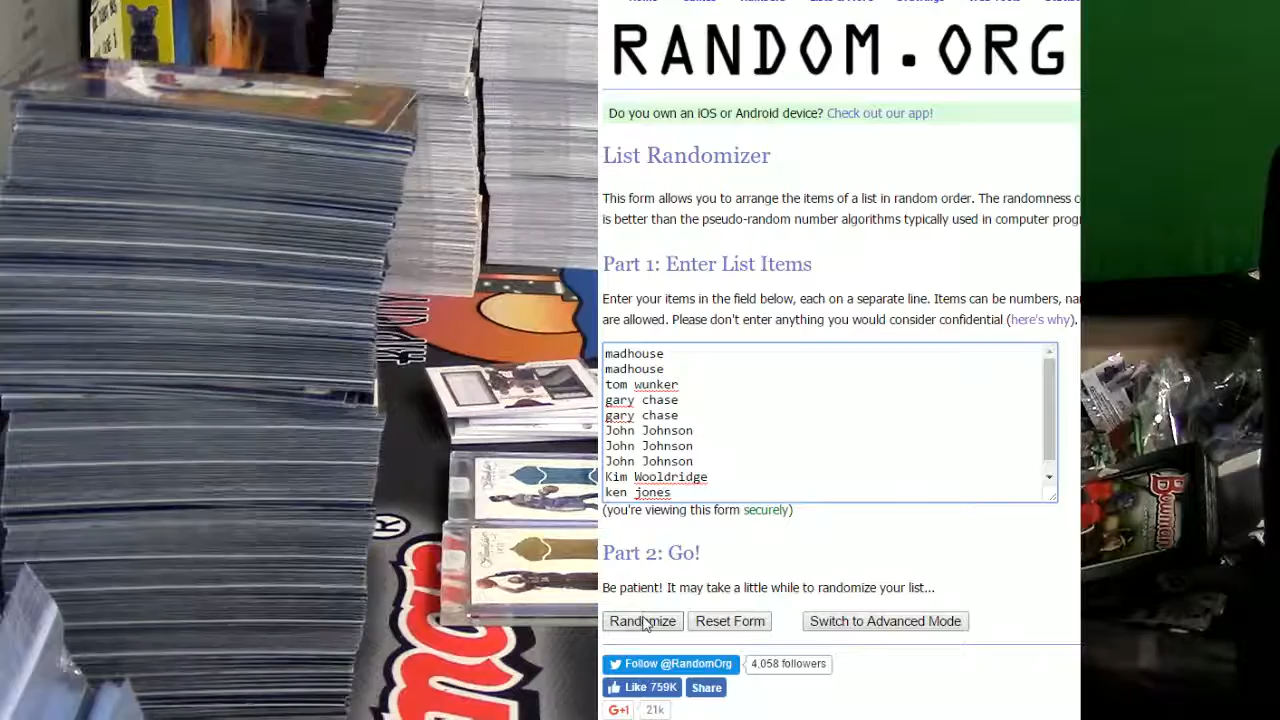 RANDOM.ORG
Do you own an iOS or Android device? Check out our app!
List Randomizer
This form allows you to arrange the items of a list in random order. The randomness
is better than the pseudo-random number algorithms typically used in computer
Part 1: Enter List Items
Enter your items in the field below, each on a separate line. Items can be numbers,
are allowed. Please don't enter anything you would consider confidential (here's why).
madhouse
madhouse
tom wunker
gary chase
gary chase
John Johnson
John Johnson
John Johnson
Kim Wooldridge
ken jones
(you're viewing this form securely)
Part 2: Go!
Be patient! It may take a little while to randomize your list...
Randomize Reset Form Switch to Advanced Mode
Follow @RandomOrg 4,058 followers
Like 759K Share
G+1 21k
Bowman